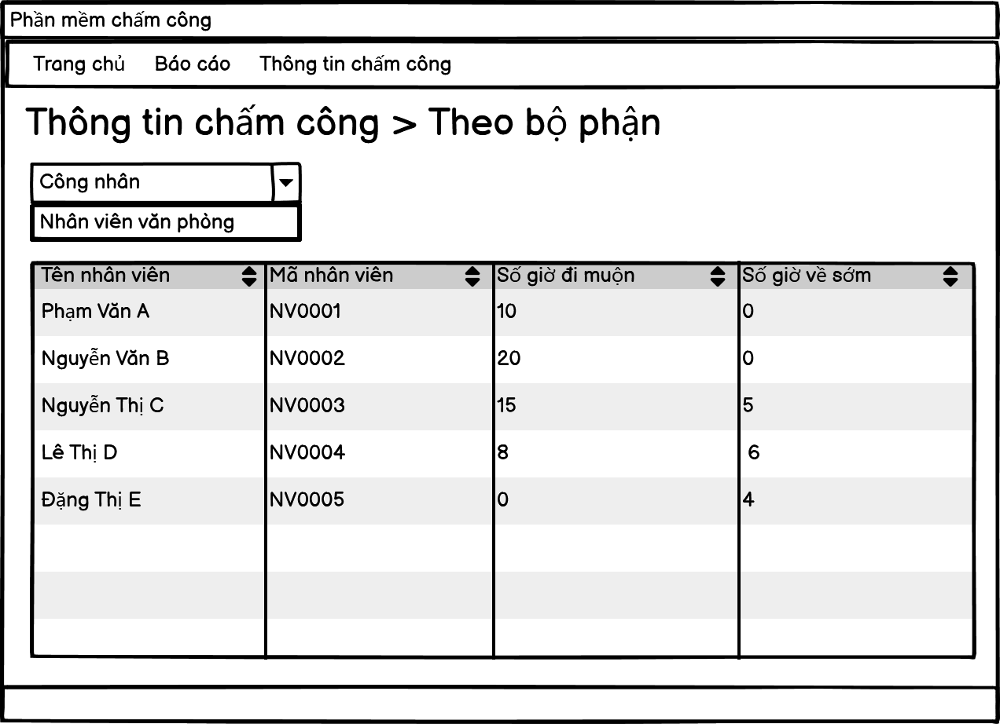 Phần mềm chấm công
Trang chủ Báo cáo Thông tin chấm công
Thông tin chấm công > Theo bộ phận
Công nhân
Nhân viên văn phòng
Tên nhân viên Mã nhân viên Số giờ đi muộn Số giờ về sớm
Phạm Văn A NV0001 10 0
Nguyễn Văn B NV0002 20 0
Nguyễn Thị C NV0003 15 5
Lê Thị D NV0004 8 6
Đặng Thị E NV0005 0 4